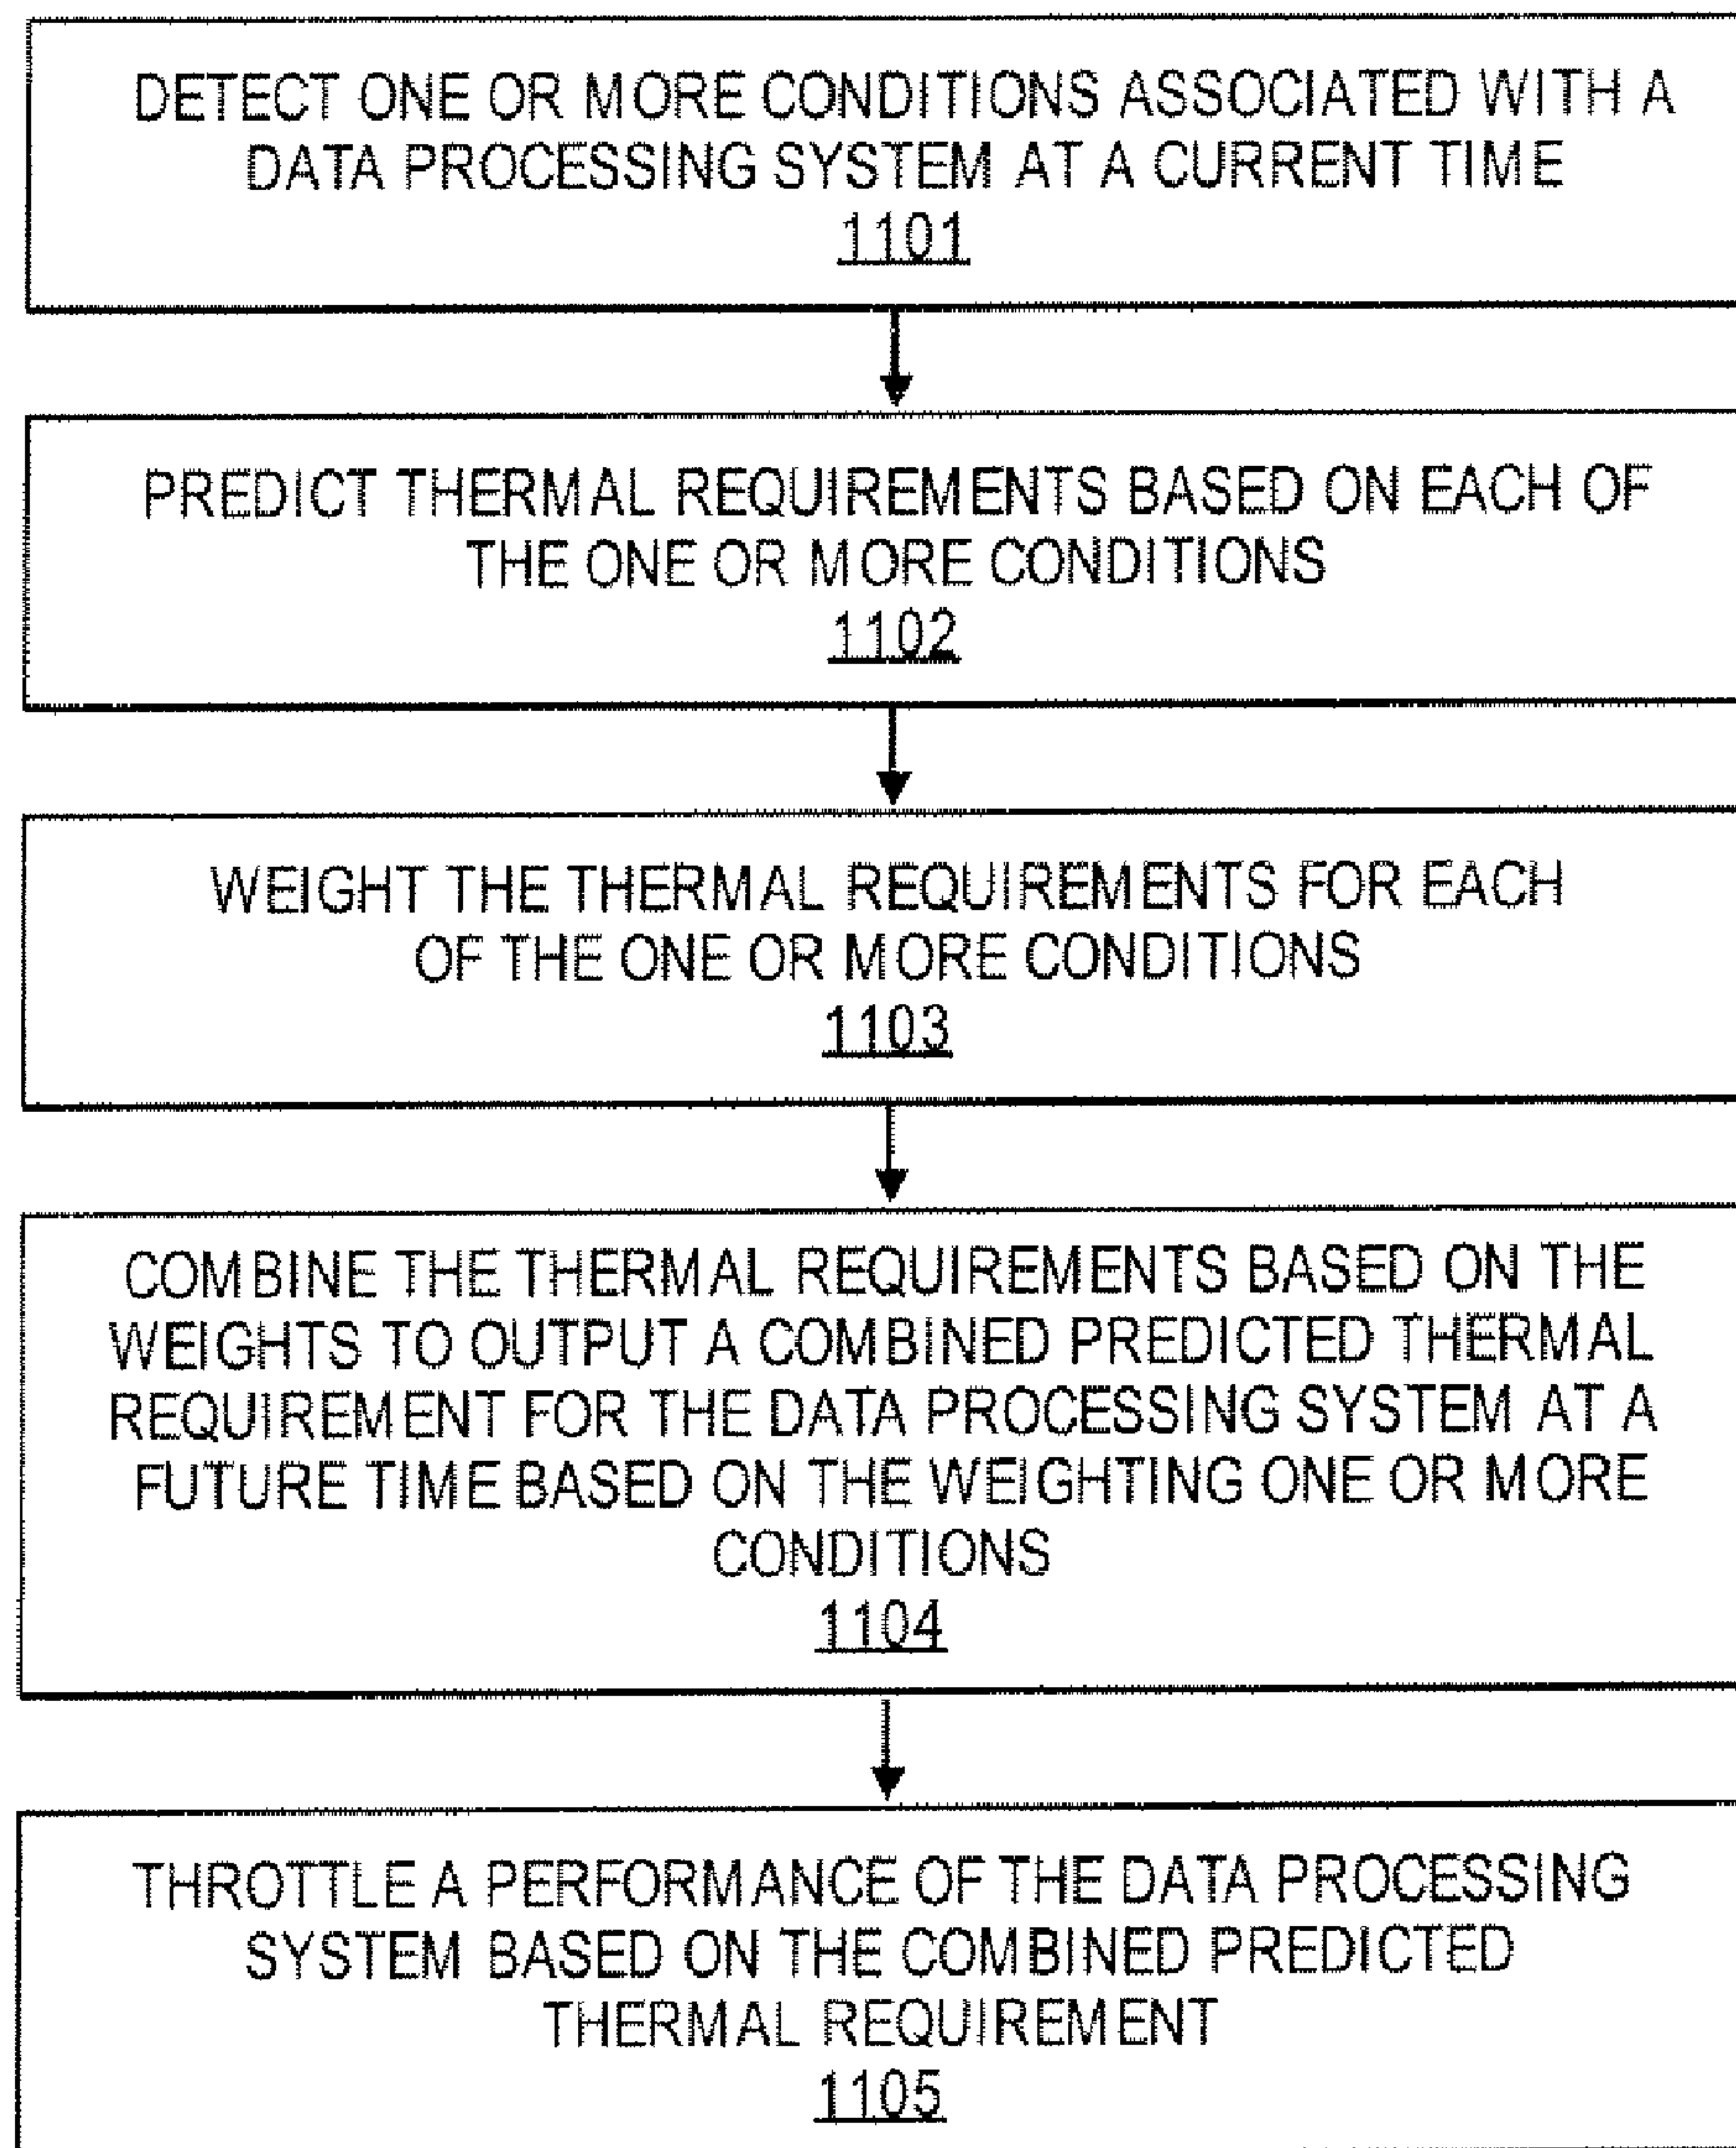 DETECT ONE OR MORE CONDITIONS ASSOCIATED WITH A
DATA PROCESSING SYSTEM AT A CURRENT TIME
1101
PREDICT THERMAL REQUIREMENTS BASED ON EACH OF
THE ONE OR MORE CONDITIONS
1102
WEIGHT THE THERMAL REQUIREMENTS FOR EACH
OF THE ONE OR MORE CONDITIONS
1103
COMBINE THE THERMAL REQUIREMENTS BASED ON THE
WEIGHTS TO OUTPUT A COMBINED PREDICTED THERMAL
REQUIREMENT FOR THE DATA PROCESSING SYSTEM AT A
FUTURE TIME BASED ON THE WEIGHTING ONE OR MORE
CONDITIONS
1104
THROTTLE A PERFORMANCE OF THE DATA PROCESSING
SYSTEM BASED ON THE COMBINED PREDICTED
THERMAL REQUIREMENT
1105